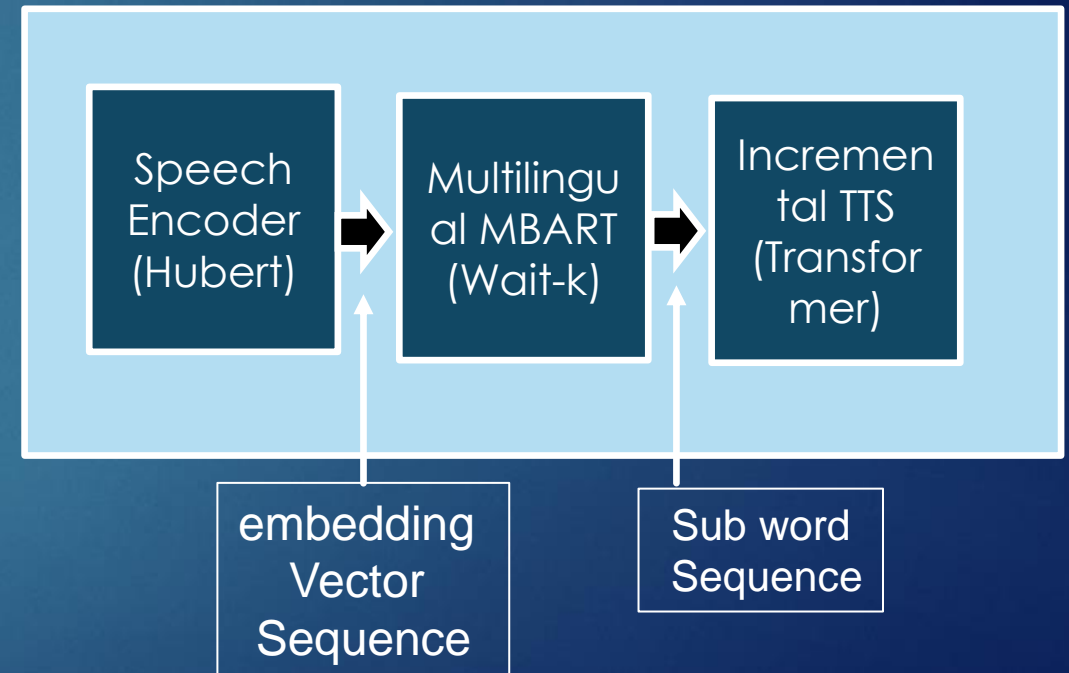 Speech
Encoder
(Hubert)
Multilingu
al MBART
(Wait-k)
Incremen
tal TTS
(Transfor
mer)
embedding
Vector
Sequence
Sub word
Sequence